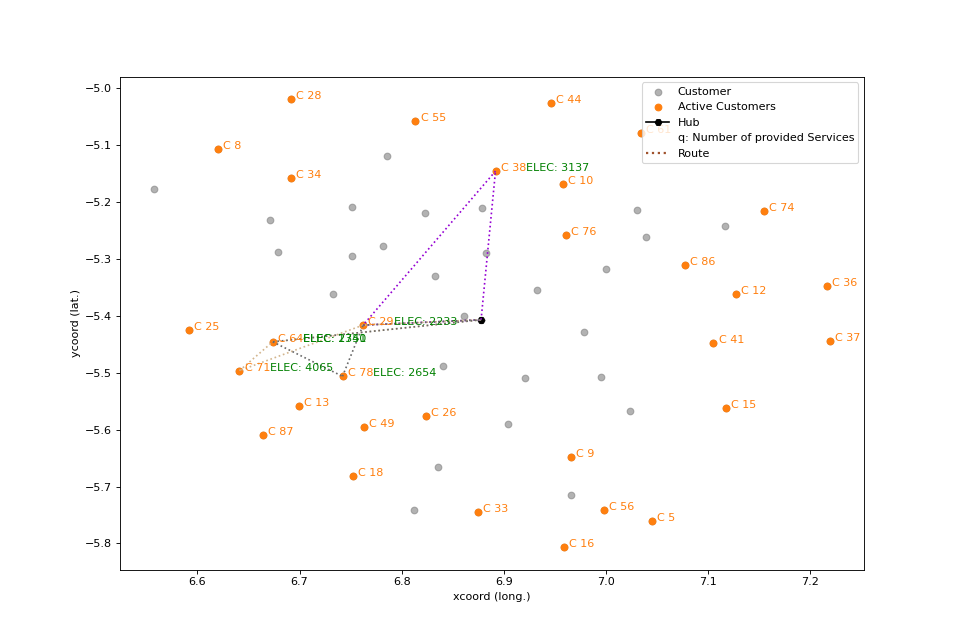 Customer
Active Customers
Hub
q: Number of provided Services
Route
−5.0
−5.1
−5.2
−5.3
−5.4
−5.5
−5.6
−5.7
−5.8
ycoord (lat.)
C 28
C 44
C 55
C 8
C 34
C 38 ELEC: 3137
C 10
C 74
C 76
C 86
C 36
C 12
C 25
C 29 ELEC: 2233
C 64
C 37
C 41
C 71 ELEC: 4065
C 78 ELEC: 2654
C 13
C 15
C 26
C 49
C 87
C 9
C 18
C 33
C 56
C 5
C 16
6.6
6.7
6.8
6.9
7.0
7.1
7.2
xcoord (long.)